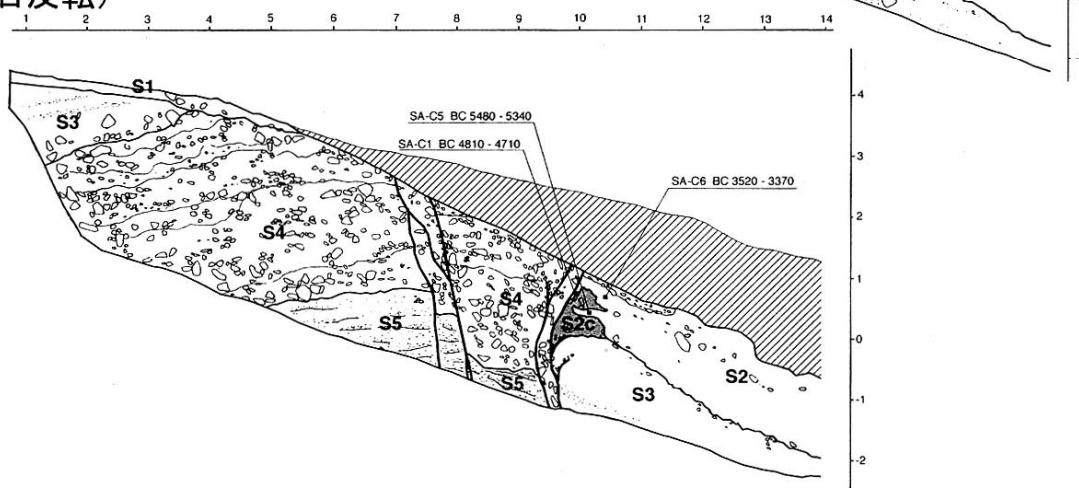 反転)
1 2 3 4 5 6 7 8 9 10 11 12 13 14
S1
S3
SA-C5 BC 5480 - 5340
SA-C1 BC 4810 - 4710
SA-C6 BC 3520 - 3370
S4
S4
S2c
S5
S5
S3
S2
4
3
2
1
0
-1
-2